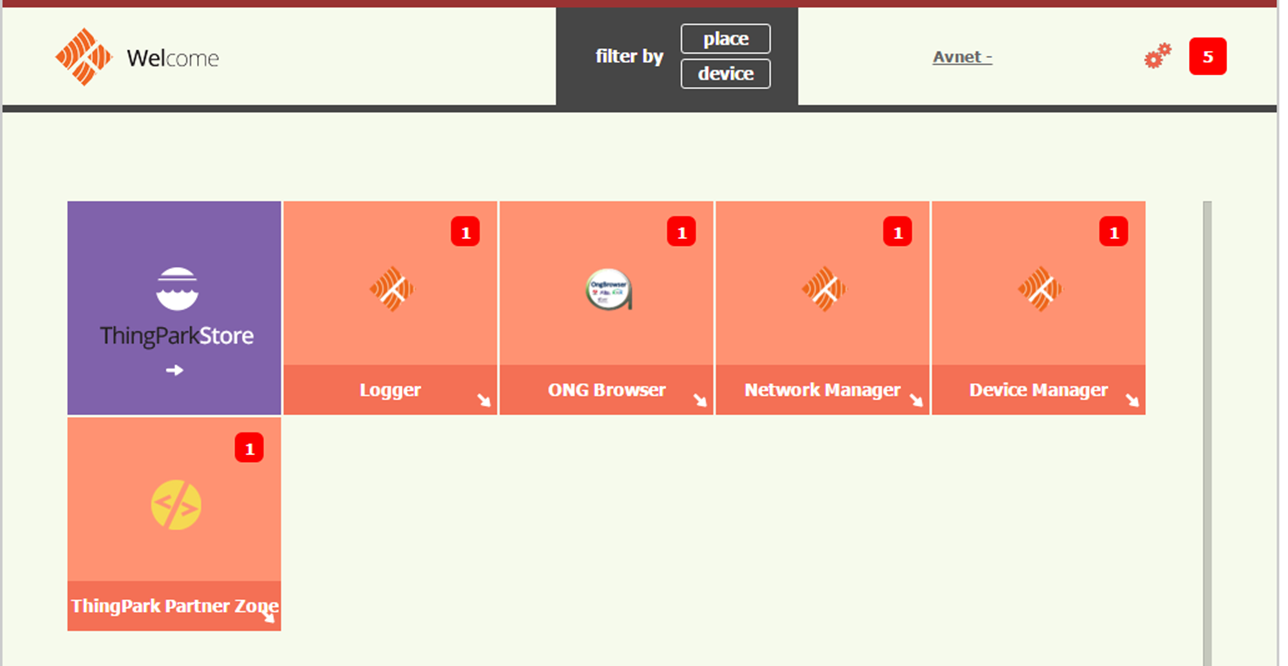 Welcome
filter by
place
device
Avnet -
5
ThingParkStore
1
Logger
1
OngBrowser
ONG Browser
1
Network Manager
1
Device Manager
1
</>
ThingPark Partner Zone